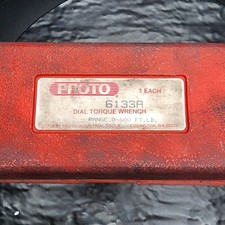 PROTO
1 EACH
6133A
DIAL TORQUE WRENCH
RANGE 0-600 FT. LB.